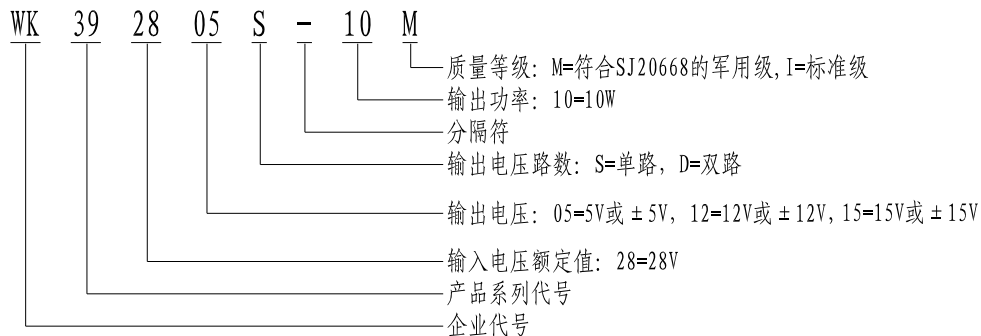 WK 39 28 05 S - 10 M
质量等级: M=符合SJ20668的军用级,I=标准级
输出功率: 10=10W
分隔符
输出电压路数: S=单路, D=双路
输出电压: 05=5V或±5V, 12=12V或±12V, 15=15V或±15V
输入电压额定值: 28=28V
产品系列代号
企业代号